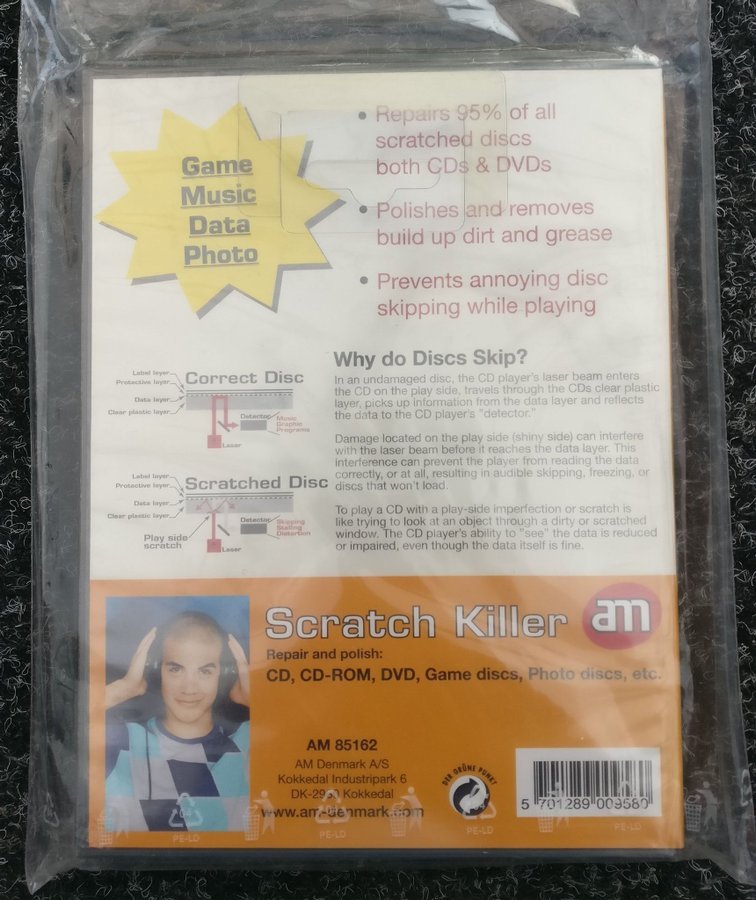 Game
Music
Data
Photo
• Repairs 95% of all
scratched discs
both CDs & DVDs
• Polishes and removes
build up dirt and grease
• Prevents annoying disc
skipping while playing
Why do Discs Skip?
In an undamaged disc, the CD player's laser beam enters
the CD on the play side, travels through the CDs clear plastic
layer, picks up information from the data layer and reflects
the data to the CD player's "detector."
Damage located on the play side (shiny side) can interfere
with the laser beam before it reaches the data layer. This
interference can prevent the player from reading the data
correctly, or at all, resulting in audible skipping, freezing, or
discs that won't load.
To play a CD with a play-side imperfection or scratch is
like trying to look at an object through a dirty or scratched
window. The CD player's ability to "see" the data is reduced
or impaired, even though the data itself is fine.
Correct Disc
Label layer
Protective layer
Data layer
Clear plastic layer
Detector
Music
Graphic
Programs
Laser
Scratched Disc
Label layer
Protective layer
Data layer
Clear plastic layer
Detector
Skipping
Stalling
Distortion
Play side
scratch
Laser
Scratch Killer
am
Repair and polish:
CD, CD-ROM, DVD, Game discs, Photo discs, etc.
AM 85162
AM Denmark A/S
Kokkedal Industripark 6
DK-2980 Kokkedal
www.am-denmark.com
DER GRÜNE PUNKT
5 701289 009580
PE-LD
PE-LD
PE-LD
PE-LD